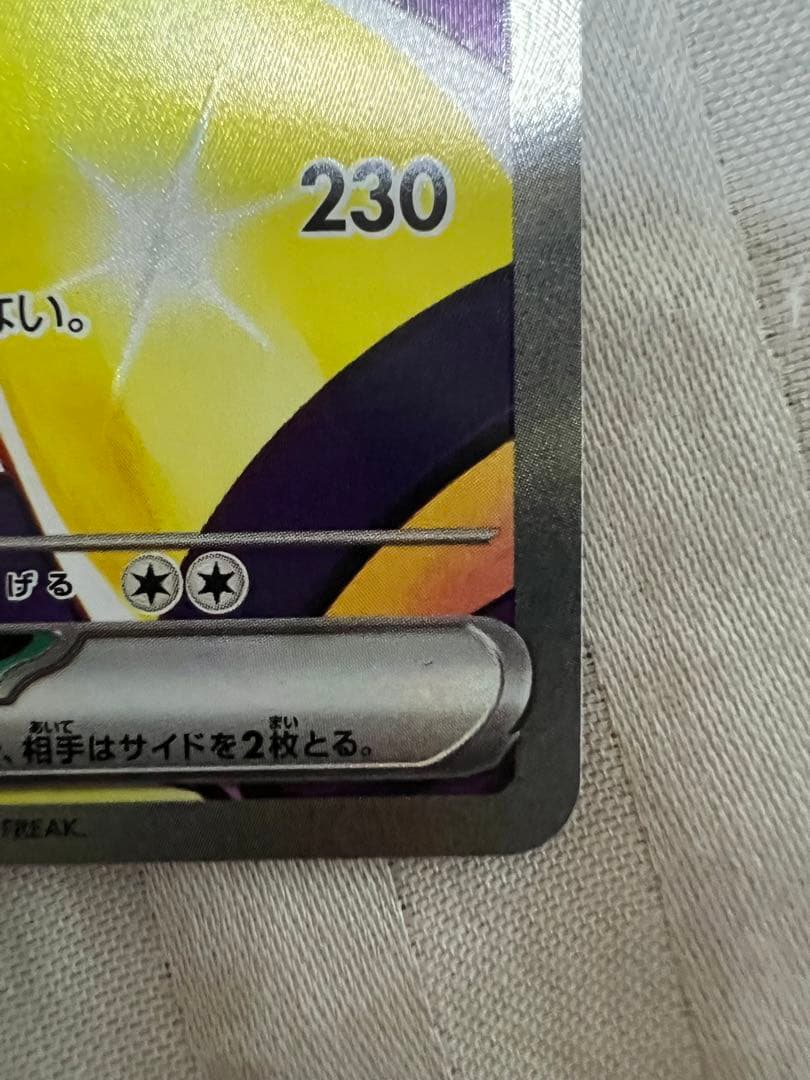 230
ない。
げる
あいて まい
、相手はサイドを2枚とる。
FREAK.